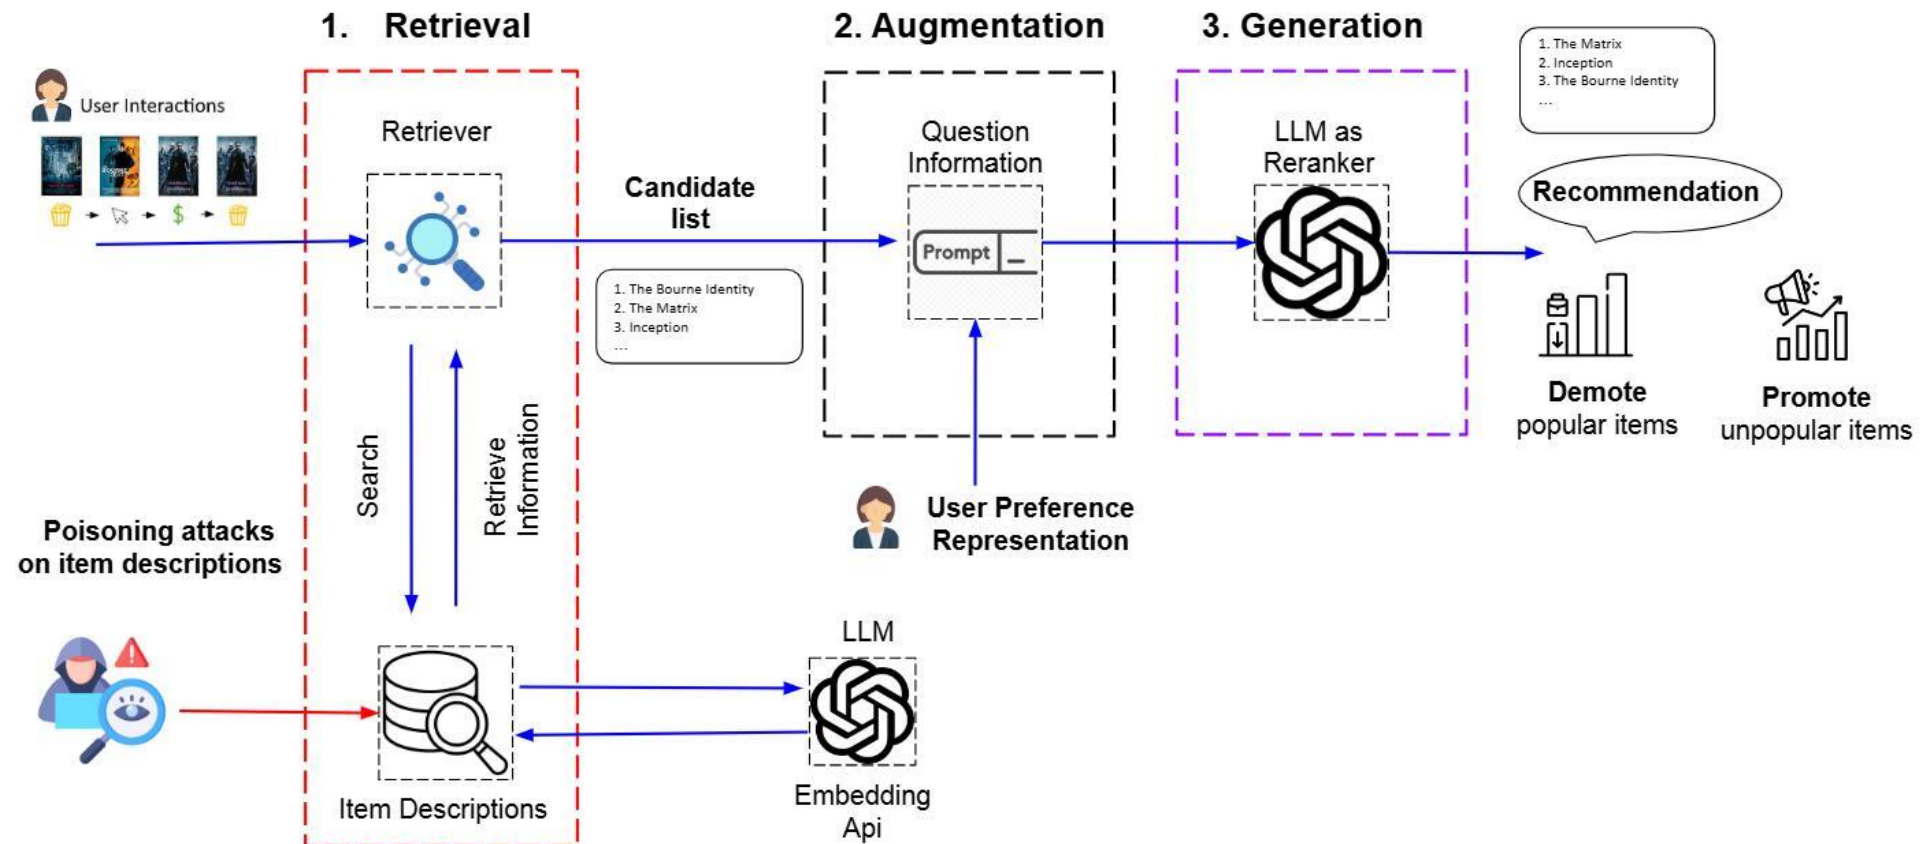 1. Retrieval
2. Augmentation
3. Generation
User Interactions
Retriever
Candidate
list
1. The Bourne Identity
2. The Matrix
3. Inception
...
Search
Retrieve
Information
Question
Information
Prompt _
LLM as
Reranker
1. The Matrix
2. Inception
3. The Bourne Identity
...
Recommendation
Demote
popular items
Promote
unpopular items
User Preference
Representation
Poisoning attacks
on item descriptions
Item Descriptions
LLM
Embedding
Api